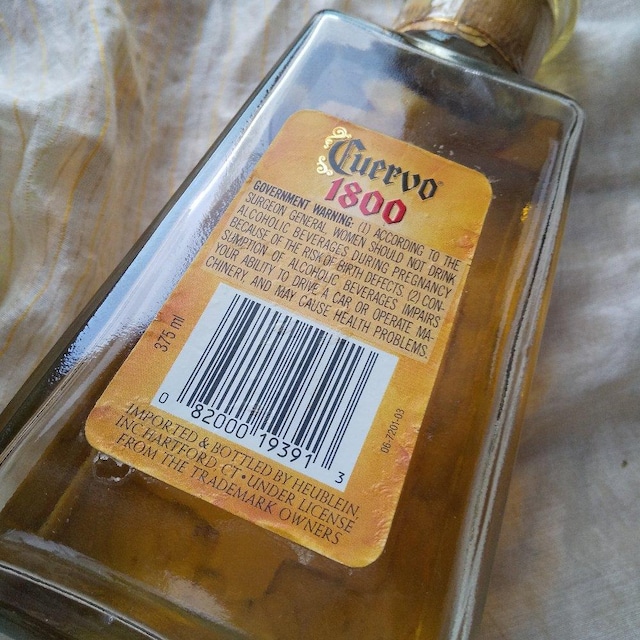 Cuervo
1800
GOVERNMENT WARNING: (1) ACCORDING TO THE
SURGEON GENERAL, WOMEN SHOULD NOT DRINK
ALCOHOLIC BEVERAGES DURING PREGNANCY
BECAUSE OF THE RISK OF BIRTH DEFECTS. (2) CON-
SUMPTION OF ALCOHOLIC BEVERAGES IMPAIRS
YOUR ABILITY TO DRIVE A CAR OR OPERATE MA-
CHINERY, AND MAY CAUSE HEALTH PROBLEMS.
375 ml
0 82000 19391 3
06-7201-03
IMPORTED & BOTTLED BY HEUBLEIN,
INC HARTFORD, CT • UNDER LICENSE
FROM THE TRADEMARK OWNERS